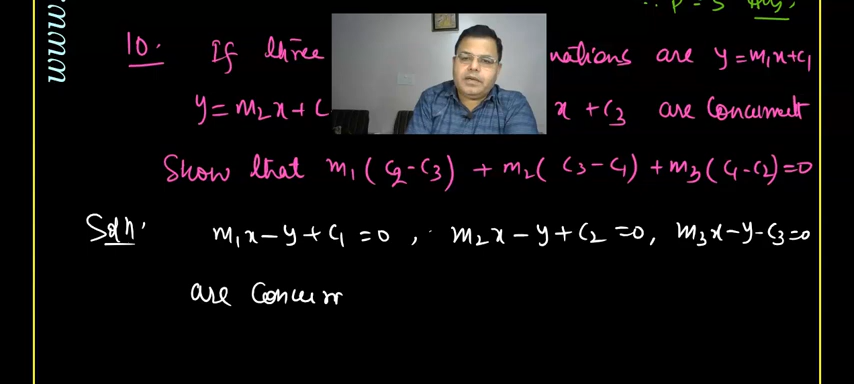 ∴ P = 5 Ans.
www.
10. If three nations are y = m₁x + c₁
y = m₂x + c x + c₃ are concurrent
Show that m₁(c₂ - c₃) + m₂(c₃ - c₁) + m₃(c₁ - c₂) = 0
Soln. m₁x - y + c₁ = 0, m₂x - y + c₂ = 0, m₃x - y - c₃ = 0
are concurr